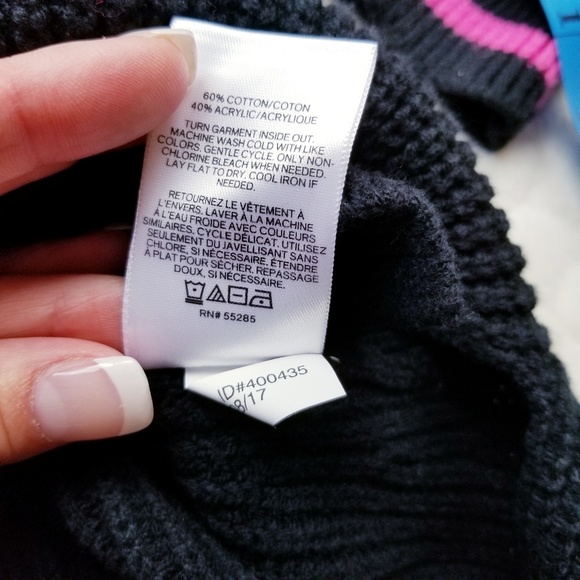 60% COTTON/COTON
40% ACRYLIC/ACRYLIQUE
TURN GARMENT INSIDE OUT.
MACHINE WASH COLD WITH LIKE
COLORS. GENTLE CYCLE. ONLY NON-
CHLORINE BLEACH WHEN NEEDED.
LAY FLAT TO DRY. COOL IRON IF
NEEDED.
RETOURNEZ LE VÊTEMENT À
L'ENVERS. LAVER À LA MACHINE
À L'EAU FROIDE AVEC COULEURS
SIMILAIRES. CYCLE DÉLICAT. UTILISEZ
SEULEMENT DU JAVELLISANT SANS
CHLORE, SI NÉCESSAIRE. ÉTENDRE
À PLAT POUR SÉCHER. REPASSAGE
DOUX, SI NÉCESSAIRE.
RN# 55285
ID#400435
8/17